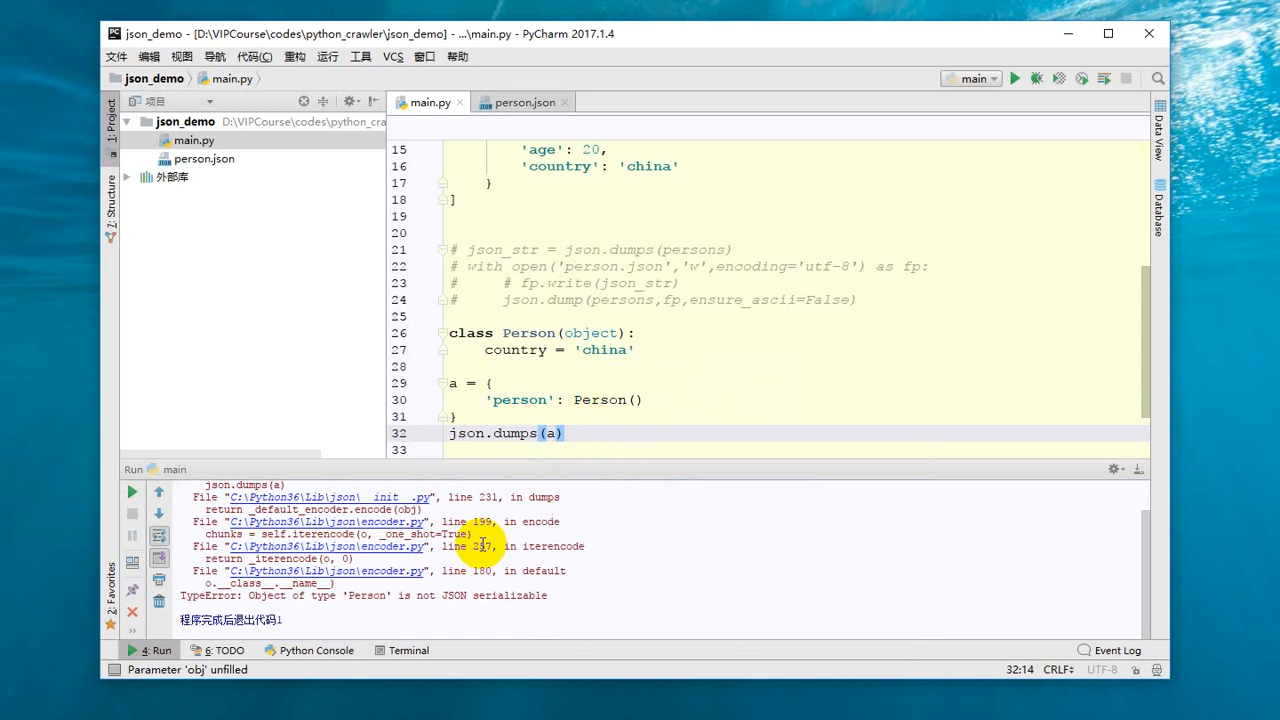 json_demo - [D:\VIPCourse\codes\python_crawler\json_demo] - ...\main.py - PyCharm 2017.1.4
文件 编辑 视图 导航 代码(C) 重构 运行 工具 VCS 窗口 帮助
json_demo main.py main
项目 main.py person.json
1: Project
json_demo D:\VIPCourse\codes\python_cra
main.py
person.json
外部库
7: Structure
2: Favorites
Data View
Database
15 'age': 20,
16 'country': 'china'
17 }
18 ]
19
20
21 # json_str = json.dumps(persons)
22 # with open('person.json','w',encoding='utf-8') as fp:
23 # # fp.write(json_str)
24 # json.dump(persons,fp,ensure_ascii=False)
25
26 class Person(object):
27 country = 'china'
28
29 a = {
30 'person': Person()
31 }
32 json.dumps(a)
33
Run main
json.dumps(a)
File "C:\Python36\Lib\json\__init__.py", line 231, in dumps
return _default_encoder.encode(obj)
File "C:\Python36\Lib\json\encoder.py", line 199, in encode
chunks = self.iterencode(o, _one_shot=True)
File "C:\Python36\Lib\json\encoder.py", line 257, in iterencode
return _iterencode(o, 0)
File "C:\Python36\Lib\json\encoder.py", line 180, in default
o.__class__.__name__)
TypeError: Object of type 'Person' is not JSON serializable
程序完成后退出代码1
4: Run 6: TODO Python Console Terminal Event Log
Parameter 'obj' unfilled 32:14 CRLF UTF-8